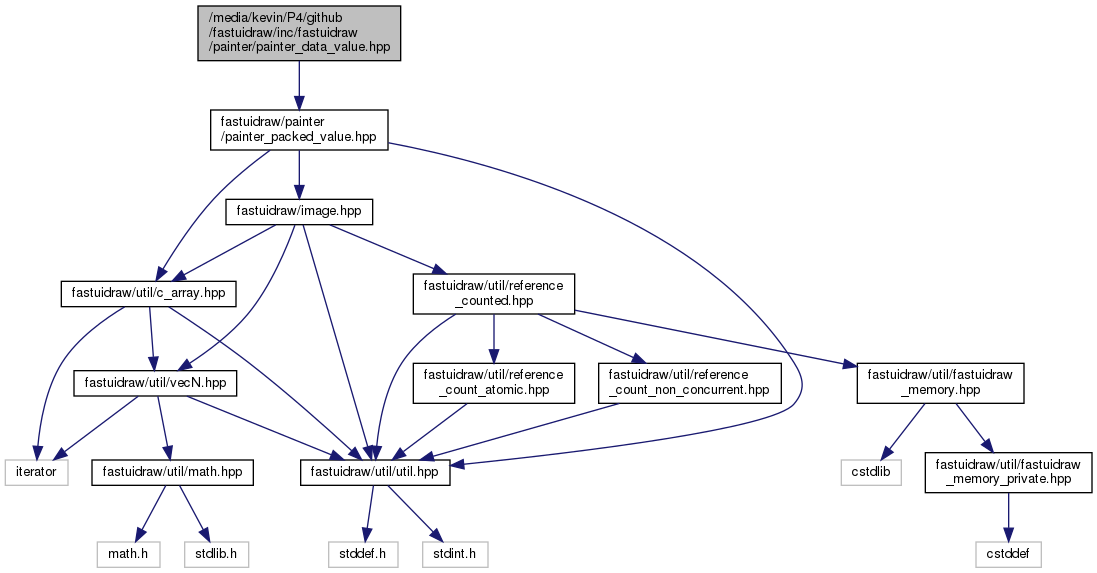 /media/kevin/P4/github
/fastuidraw/inc/fastuidraw
/painter/painter_data_value.hpp
fastuidraw/painter
/painter_packed_value.hpp
fastuidraw/image.hpp
fastuidraw/util/c_array.hpp
fastuidraw/util/reference
_counted.hpp
fastuidraw/util/vecN.hpp
fastuidraw/util/reference
_count_atomic.hpp
fastuidraw/util/reference
_count_non_concurrent.hpp
fastuidraw/util/fastuidraw
_memory.hpp
iterator
fastuidraw/util/math.hpp
fastuidraw/util/util.hpp
cstdlib
fastuidraw/util/fastuidraw
_memory_private.hpp
math.h
stdlib.h
stddef.h
stdint.h
cstddef